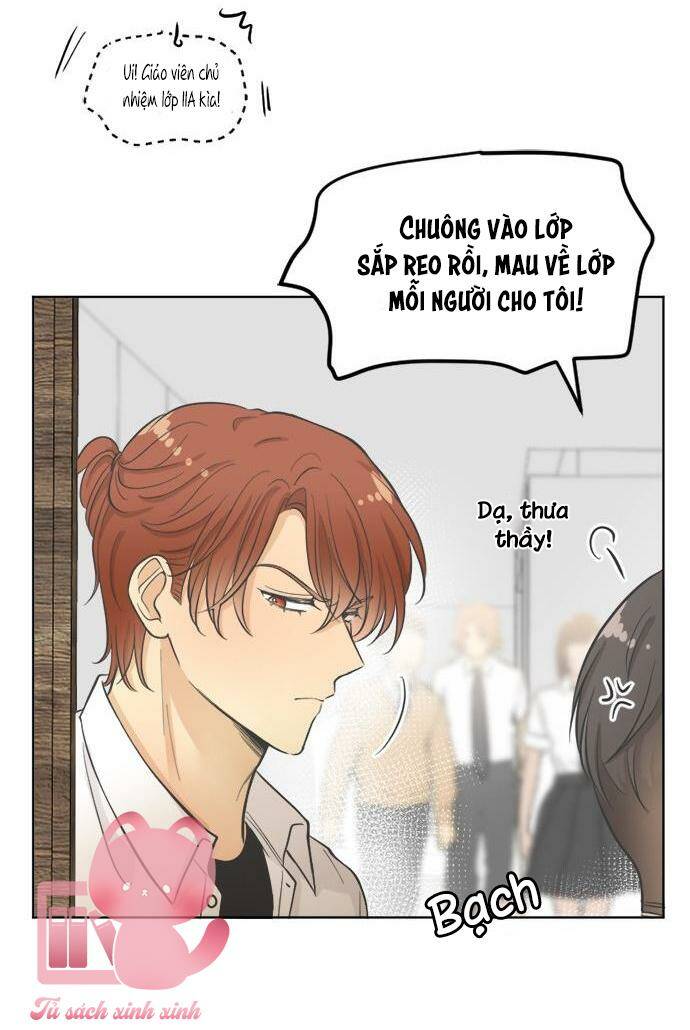 Ui! Giáo viên chủ
nhiệm lớp 11A kìa!
CHUÔNG VÀO LỚP
SẮP REO RỒI, MAU VỀ LỚP
MỖI NGƯỜI CHO TÔI!
Dạ, thưa
thầy!
Bạch
Tủ sách xinh xinh